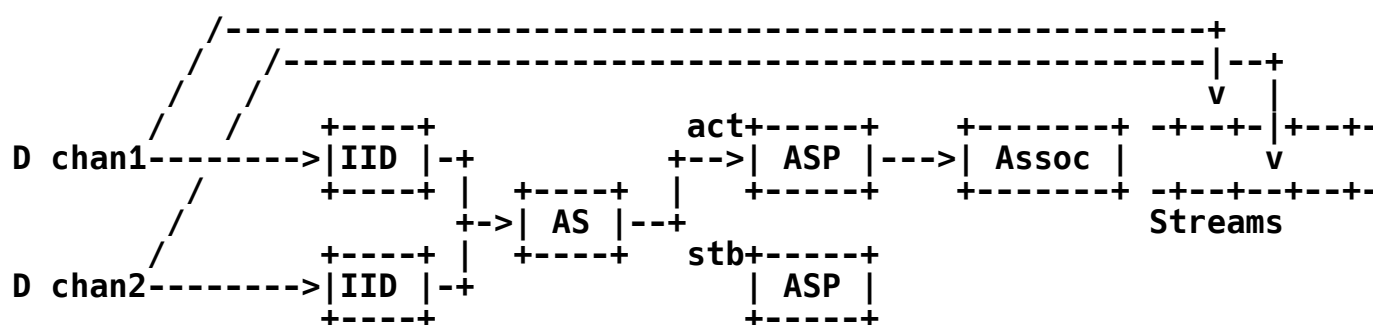 /---------------------------------------------------+
/   /------------------------------------------------|--+
/   /                                                  v  |
/   /    +----+             act+-----+    +-------+ -+--+-|+--+-
D chan1-------->|IID |-+          +-->| ASP |--->| Assoc |       v
/    +----+ |  +----+  |   +-----+    +-------+ -+--+--+--+-
/             +->| AS |--+                        Streams
/        +----+ |  +----+   stb+-----+
D chan2-------->|IID |-+                | ASP |
+----+                  +-----+